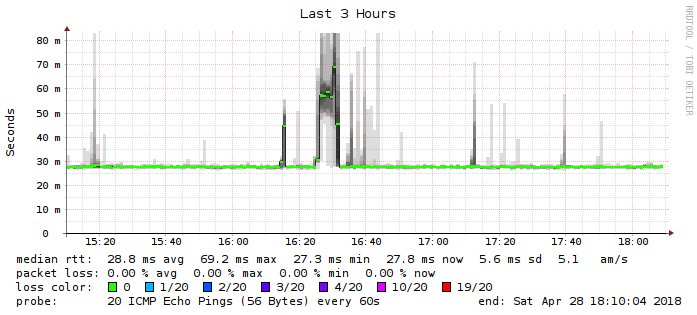 Last 3 Hours
RRDTOOL / TOBI OETIKER
Seconds
80 m
70 m
60 m
50 m
40 m
30 m
20 m
10 m
0
15:20 15:40 16:00 16:20 16:40 17:00 17:20 17:40 18:00
median rtt: 28.8 ms avg 69.2 ms max 27.3 ms min 27.8 ms now 5.6 ms sd 5.1 am/s
packet loss: 0.00 % avg 0.00 % max 0.00 % min 0.00 % now
loss color: 0 1/20 2/20 3/20 4/20 10/20 19/20
probe: 20 ICMP Echo Pings (56 Bytes) every 60s end: Sat Apr 28 18:10:04 2018